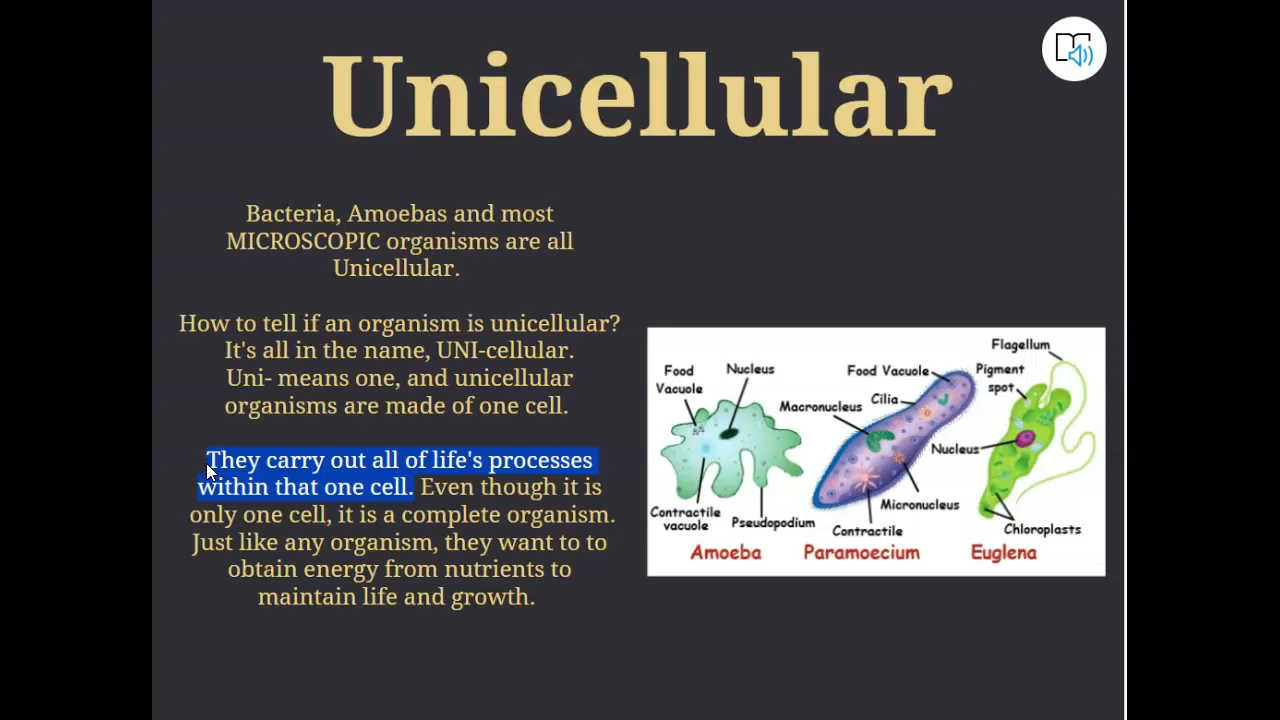 Unicellular
Bacteria, Amoebas and most
MICROSCOPIC organisms are all
Unicellular.
How to tell if an organism is unicellular?
It's all in the name, UNI-cellular.
Uni- means one, and unicellular
organisms are made of one cell.
They carry out all of life's processes
within that one cell. Even though it is
only one cell, it is a complete organism.
Just like any organism, they want to to
obtain energy from nutrients to
maintain life and growth.
Food
Vacuole
Nucleus
Contractile
vacuole
Pseudopodium
Amoeba
Food Vacuole
Cilia
Macronucleus
Micronucleus
Contractile
Paramoecium
Flagellum
Pigment
spot
Nucleus
Chloroplasts
Euglena